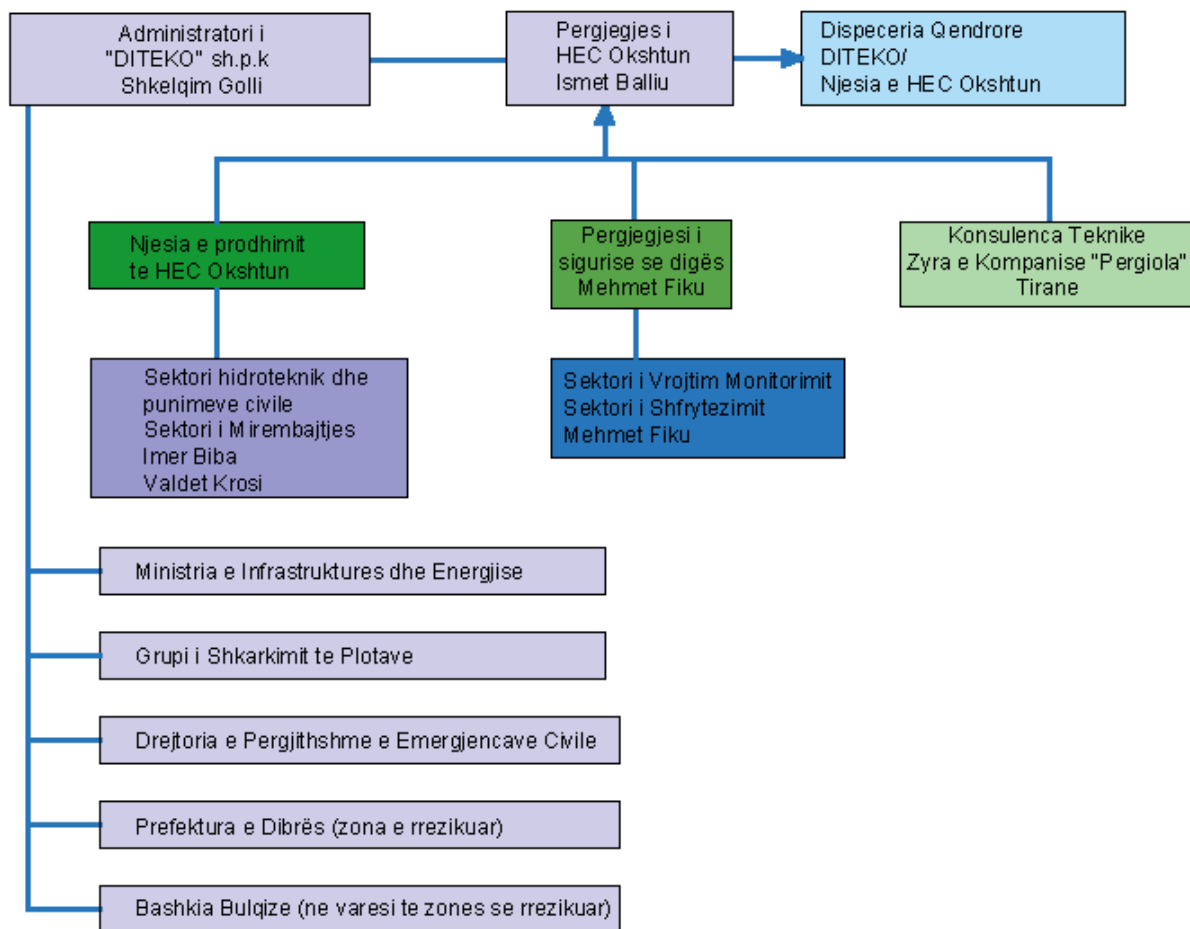 Administratori i
"DITEKO" sh.p.k
Shkelqim Golli
Pergjegjes i
HEC Okshtun
Ismet Balliu
Dispeceria Qendrore
DITEKO/
Njesia e HEC Okshtun
Njesia e prodhimit
te HEC Okshtun
Pergjegjesi i
sigurise se digës
Mehmet Fiku
Konsulenca Teknike
Zyra e Kompanise "Pergiola"
Tirane
Sektori hidroteknik dhe
punimeve civile
Sektori i Mirembajtjes
Imer Biba
Valdet Krosi
Sektori i Vrojtim Monitorimit
Sektori i Shfrytezimit
Mehmet Fiku
Ministria e Infrastruktures dhe Energjise
Grupi i Shkarkimit te Plotave
Drejtoria e Pergjithshme e Emergjencave Civile
Prefektura e Dibrës (zona e rrezikuar)
Bashkia Bulqize (ne varesi te zones se rrezikuar)